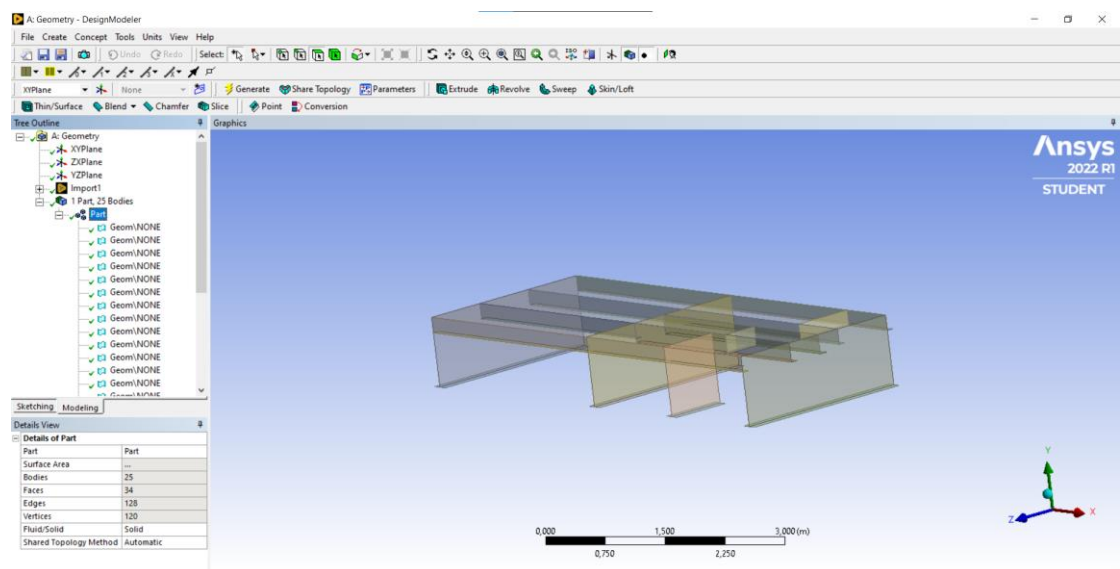 A: Geometry - DesignModeler
File Create Concept Tools Units View Help
Undo Redo Select:
XYPlane None Generate Share Topology Parameters Extrude Revolve Sweep Skin/Loft
Thin/Surface Blend Chamfer Slice Point Conversion
Tree Outline
Graphics
A: Geometry
XYPlane
ZXPlane
YZPlane
Import1
1 Part, 25 Bodies
Part
Geom\NONE
Geom\NONE
Geom\NONE
Geom\NONE
Geom\NONE
Geom\NONE
Geom\NONE
Geom\NONE
Geom\NONE
Geom\NONE
Geom\NONE
Geom\NONE
Geom\NONE
Geom\NONE
Sketching Modeling
Details View
Details of Part
Part Part
Surface Area ...
Bodies 25
Faces 34
Edges 128
Vertices 120
Fluid/Solid Solid
Shared Topology Method Automatic
Ansys
2022 R1
STUDENT
0,000 1,500 3,000 (m)
0,750 2,250
Y
Z X